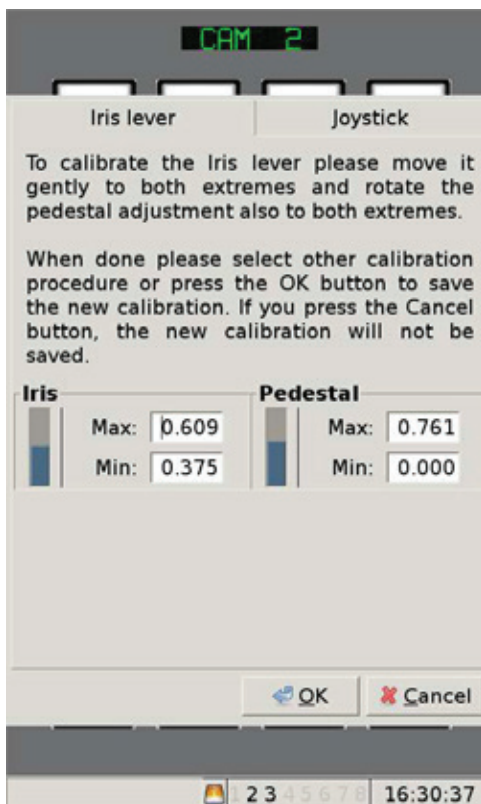 CAM 2
Iris lever Joystick
To calibrate the Iris lever please move it
gently to both extremes and rotate the
pedestal adjustment also to both extremes.
When done please select other calibration
procedure or press the OK button to save
the new calibration. If you press the Cancel
button, the new calibration will not be
saved.
Iris Pedestal
Max: 0.609 Max: 0.761
Min: 0.375 Min: 0.000
OK Cancel
1 2 3 4 5 6 7 8 16:30:37